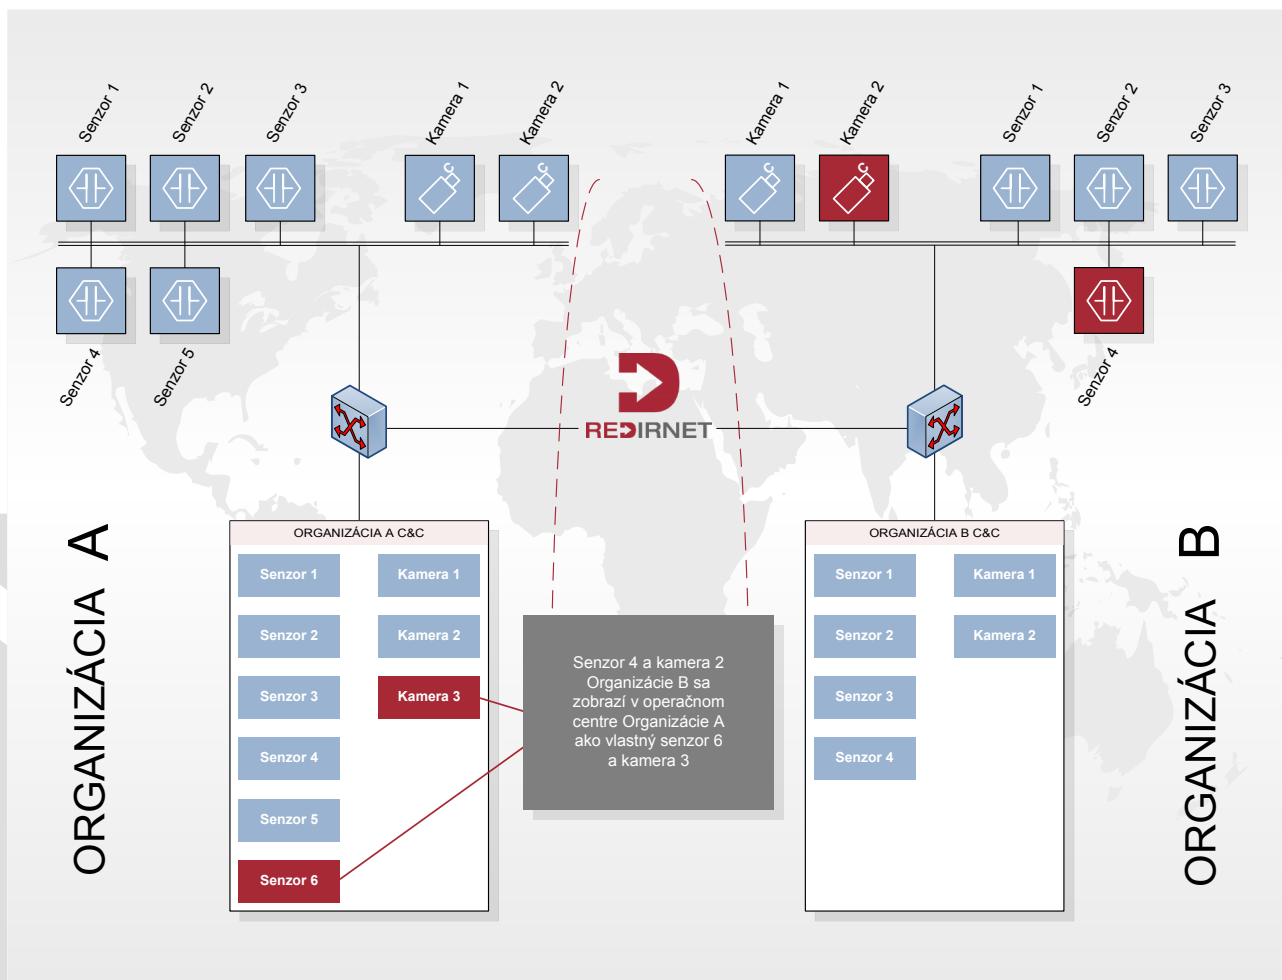 Senzor 1
Senzor 2
Senzor 3
Kamera 1
Kamera 2
Kamera 1
Kamera 2
Senzor 1
Senzor 2
Senzor 3
C
C
C
C
Senzor 4
Senzor 5
Senzor 4
REDIRNET
ORGANIZÁCIA A
ORGANIZÁCIA A C&C
Senzor 1
Kamera 1
Senzor 2
Kamera 2
Senzor 3
Kamera 3
Senzor 4
Senzor 5
Senzor 6
Senzor 4 a kamera 2
Organizácie B sa
zobrazí v operačnom
centre Organizácie A
ako vlastný senzor 6
a kamera 3
ORGANIZÁCIA B C&C
Senzor 1
Kamera 1
Senzor 2
Kamera 2
Senzor 3
Senzor 4
ORGANIZÁCIA B